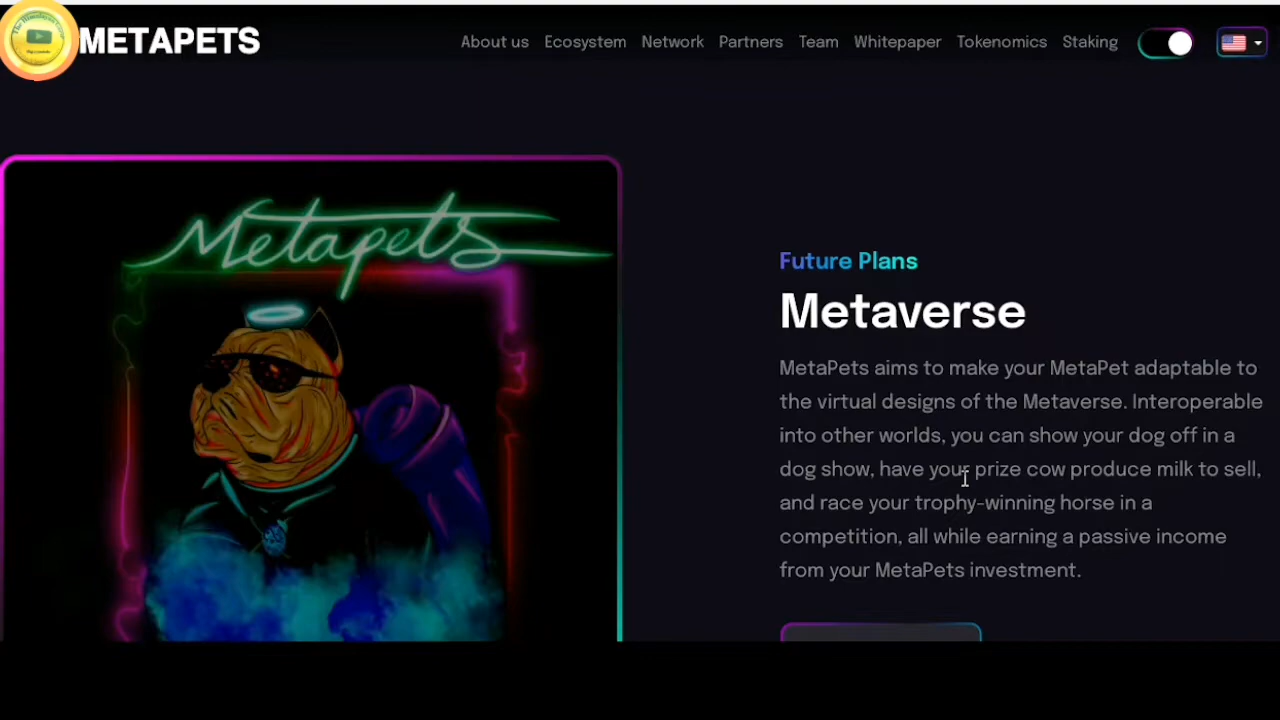 METAPETS
About us Ecosystem Network Partners Team Whitepaper Tokenomics Staking
Metapets
Future Plans
Metaverse
MetaPets aims to make your MetaPet adaptable to
the virtual designs of the Metaverse. Interoperable
into other worlds, you can show your dog off in a
dog show, have your prize cow produce milk to sell,
and race your trophy-winning horse in a
competition, all while earning a passive income
from your MetaPets investment.